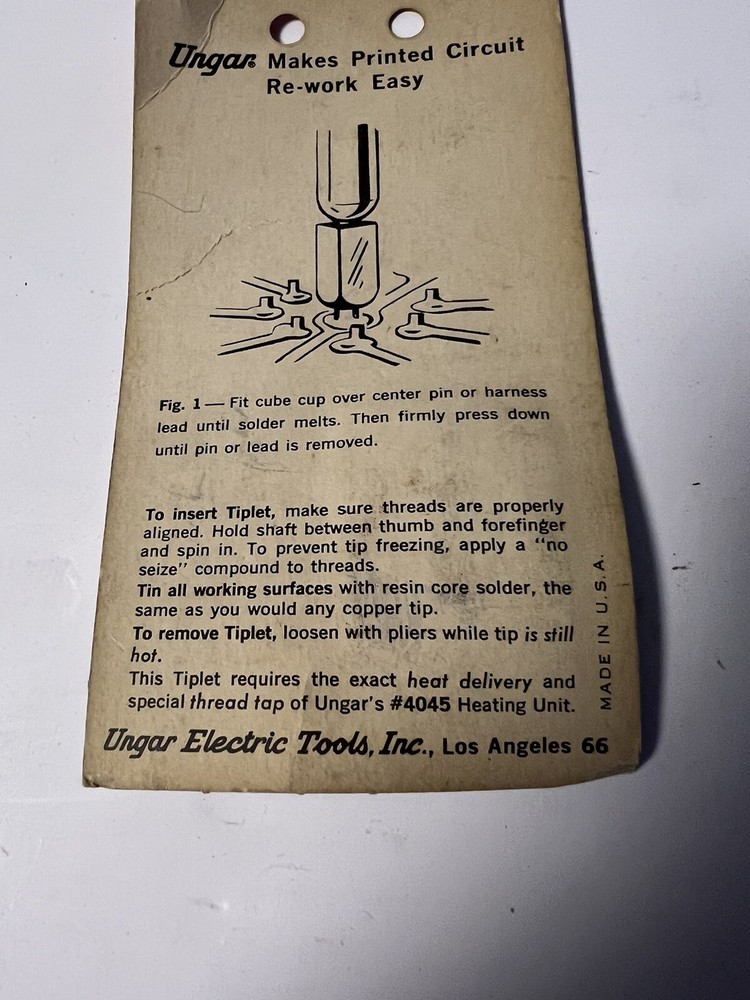 Ungar® Makes Printed Circuit
Re-work Easy
Fig. 1 — Fit cube cup over center pin or harness
lead until solder melts. Then firmly press down
until pin or lead is removed.
To insert Tiplet, make sure threads are properly
aligned. Hold shaft between thumb and forefinger
and spin in. To prevent tip freezing, apply a “no
seize” compound to threads.
Tin all working surfaces with resin core solder, the
same as you would any copper tip.
To remove Tiplet, loosen with pliers while tip is still
hot.
This Tiplet requires the exact heat delivery and
special thread tap of Ungar's #4045 Heating Unit.
MADE IN U.S.A.
Ungar Electric Tools, Inc., Los Angeles 66